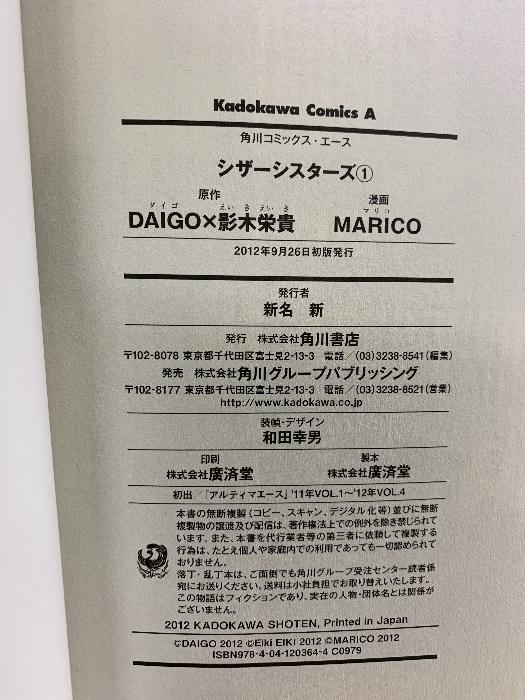 Kadokawa Comics A
角川コミックス・エース
シザーシスターズ①
原作 漫画
ダイゴ えいき えいき マリコ
DAIGO×影木栄貴 MARICO
2012年9月26日初版発行
発行者
新名 新
発行 株式会社角川書店
〒102-8078 東京都千代田区富士見2-13-3 電話/(03)3238-8541(編集)
発売 株式会社角川グループパブリッシング
〒102-8177 東京都千代田区富士見2-13-3 電話/(03)3238-8521(営業)
http://www.kadokawa.co.jp
装幀・デザイン
和田幸男
印刷 製本
株式会社廣済堂 株式会社廣済堂
初出/「アルティマエース」'11年VOL.1~'12年VOL.4
本書の無断複製(コピー、スキャン、デジタル化等)並びに無断
複製物の譲渡及び配信は、著作権法上での例外を除き禁じられて
います。また、本書を代行業者等の第三者に依頼して複製する
行為は、たとえ個人や家庭内での利用であっても一切認められて
おりません。
落丁・乱丁本は、ご面倒でも角川グループ受注センター読者係
宛にお送りください。送料は小社負担でお取り替えいたします。
この物語はフィクションであり、実在の人物・団体名とは関係が
ございません。
2012 KADOKAWA SHOTEN, Printed in Japan
©DAIGO 2012 ©Eiki EIKI 2012 ©MARICO 2012
ISBN978-4-04-120364-4 C0979